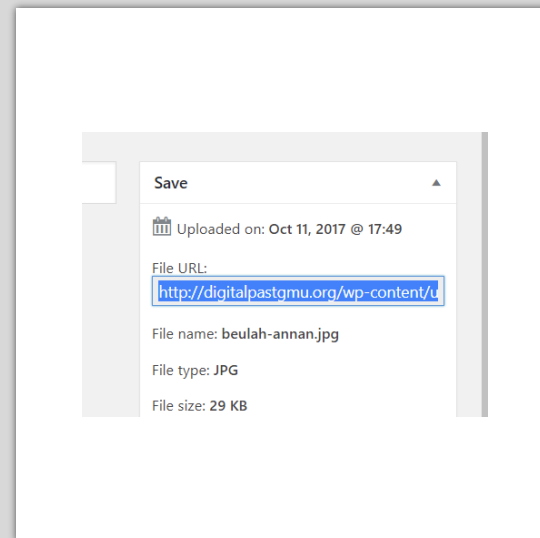 Save
Uploaded on: Oct 11, 2017 @ 17:49
File URL:
http://digitalpastgmu.org/wp-content/u
File name: beulah-annan.jpg
File type: JPG
File size: 29 KB